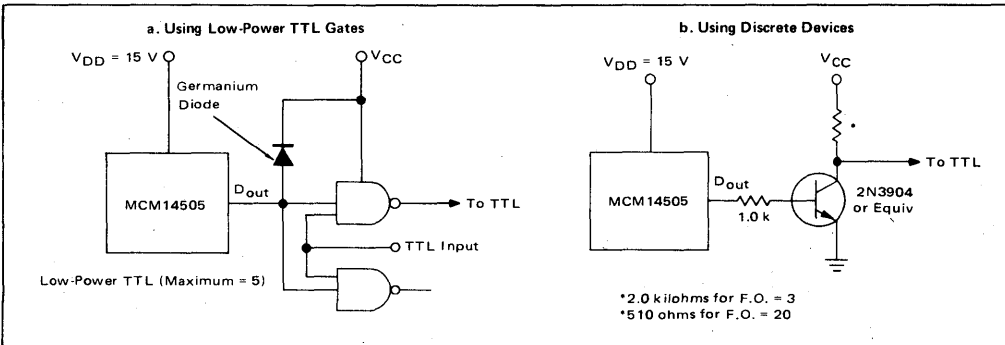 a. Using Low-Power TTL Gates
V_DD = 15 V
V_CC
Germanium
Diode
D_out
MCM14505
To TTL
TTL Input
Low-Power TTL (Maximum = 5)
b. Using Discrete Devices
V_DD = 15 V
V_CC
*
To TTL
D_out
MCM14505
1.0 k
2N3904
or Equiv
*2.0 kilohms for F.O. = 3
*510 ohms for F.O. = 20